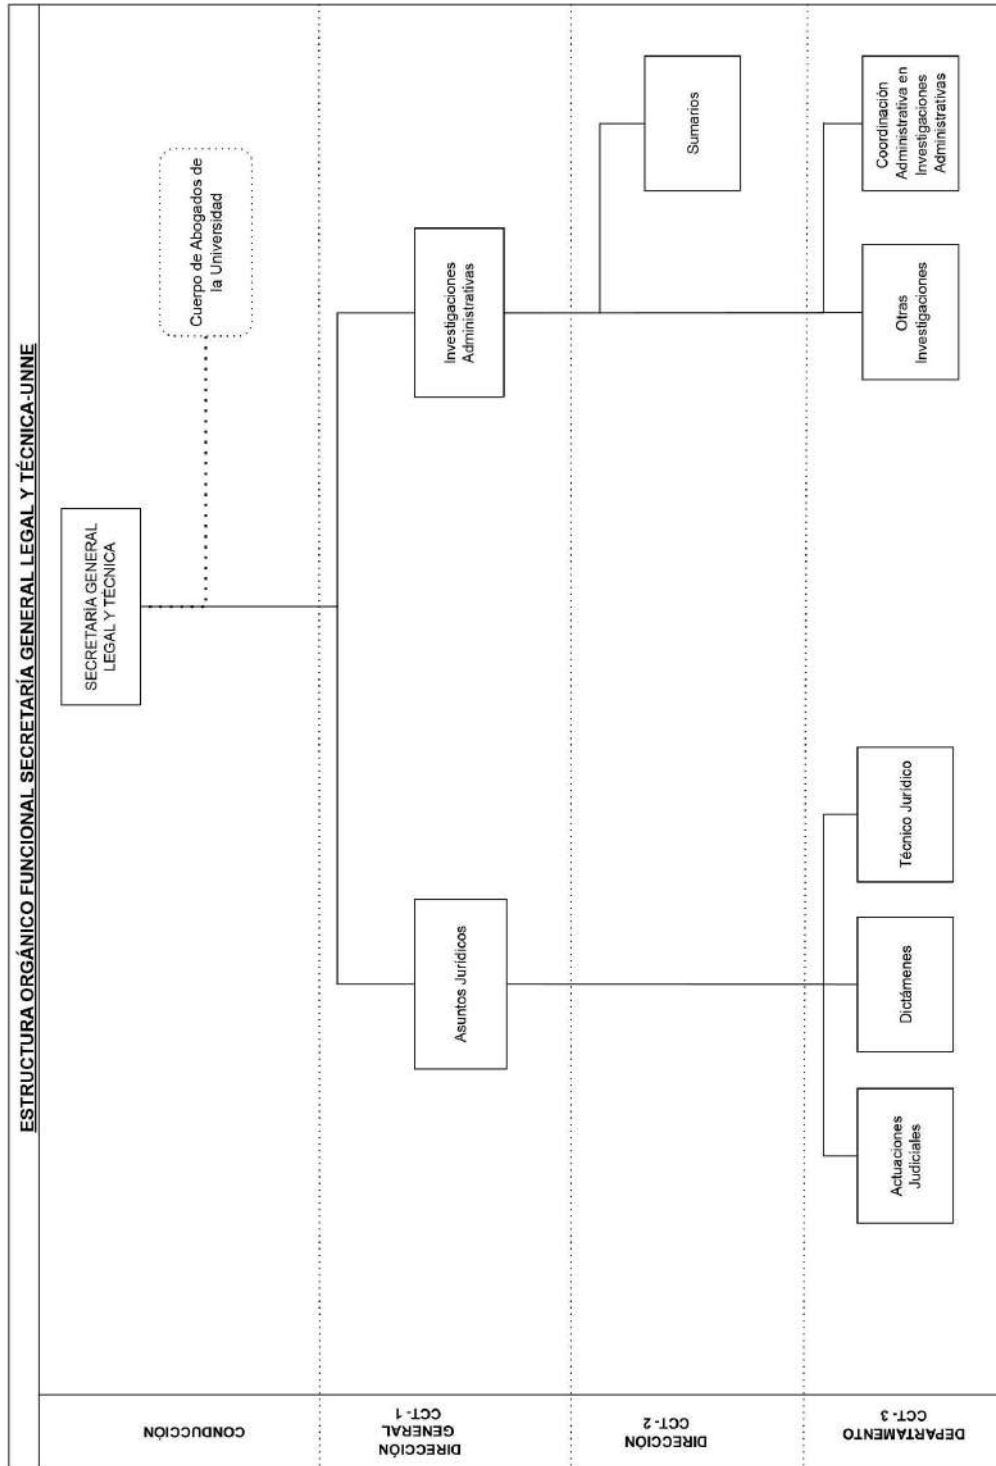 ESTRUCTURA ORGÁNICO FUNCIONAL SECRETARÍA GENERAL LEGAL Y TÉCNICA-UNNE
CONDUCCIÓN
SECRETARÍA GENERAL
LEGAL Y TÉCNICA
Cuerpo de Abogados de
la Universidad
DIRECCIÓN
GENERAL
CCT- 1
Asuntos Jurídicos
Investigaciones
Administrativas
DIRECCIÓN
CCT- 2
Sumarios
DEPARTAMENTO
CCT- 3
Actuaciones
Judiciales
Dictámenes
Técnico Jurídico
Otras
Investigaciones
Coordinación
Administrativa en
Investigaciones
Administrativas